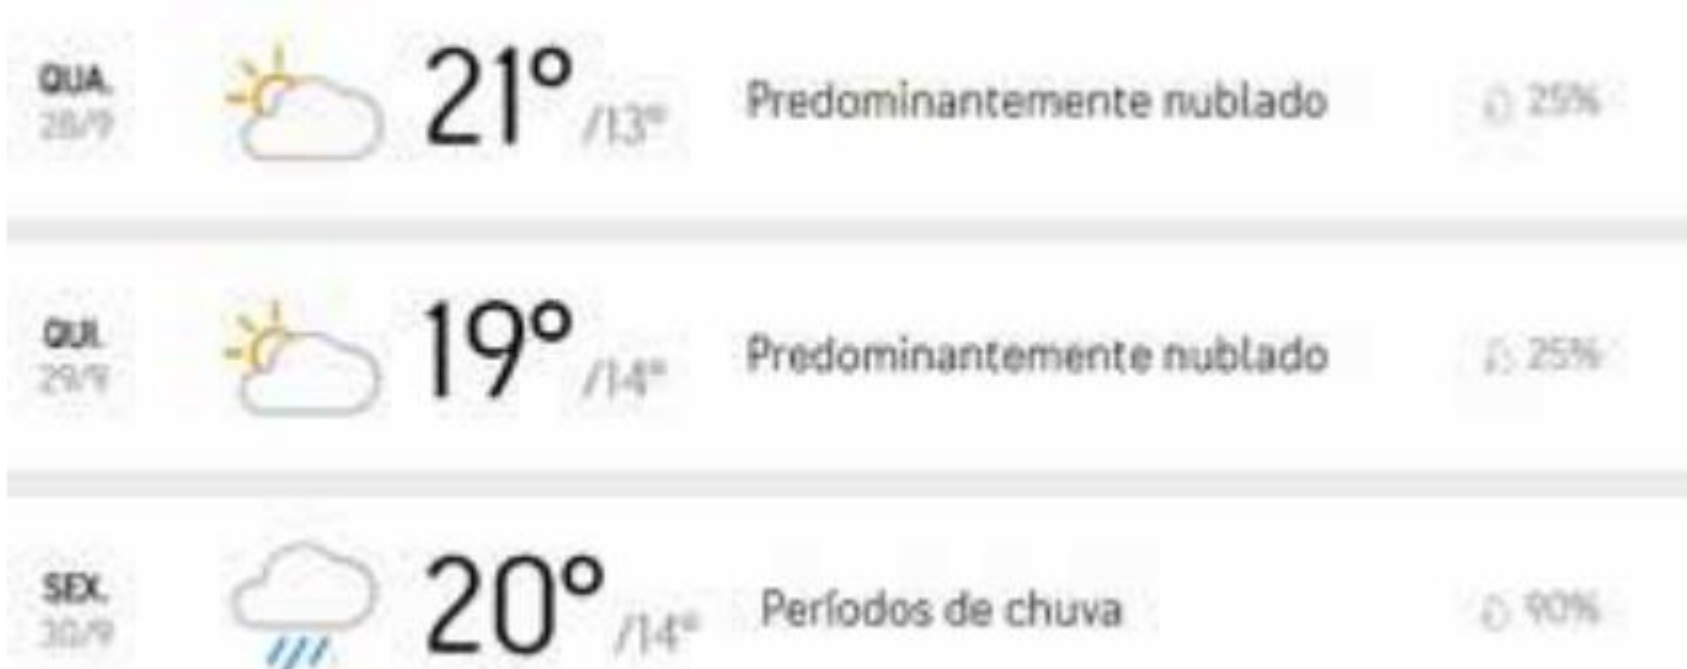 QUA. 21° /13° Predominantemente nublado 25%
28/9
QUI. 19° /14° Predominantemente nublado 25%
29/9
SEX. 20° /14° Períodos de chuva 90%
30/9